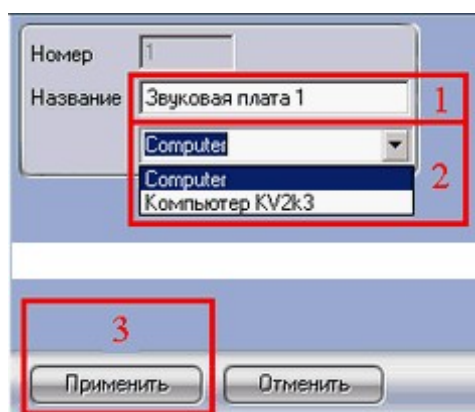 Номер 1
Название Звуковая плата 1 1
Computer
Computer 2
Компьютер KV2k3
3
Применить Отменить